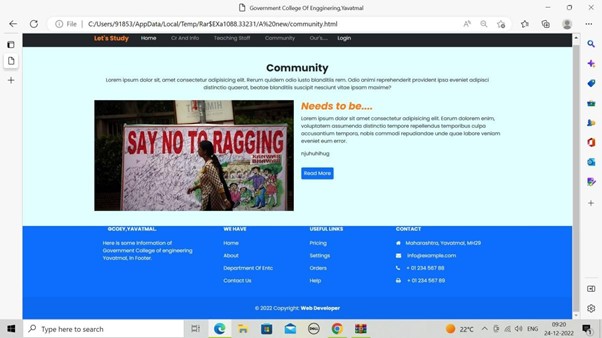 Government College Of Engginering,Yavatmal
File | C:/Users/91853/AppData/Local/Temp/Rar$EXa1088.33231/A%20new/community.html
Let's Study Home Cr And Info Teaching Staff Community Our's.... Login
Community
Lorem ipsum dolor sit, amet consectetur adipisicing elit. Rerum quidem odio iusto blanditiis rem. Odio animi reprehenderit provident ipsa eveniet adipisci
distinctio quaerat, beatae blanditiis suscipit nesciunt vitae ipsam maxime?
SAY NO TO RAGGING
Needs to be....
Lorem ipsum dolor sit amet consectetur adipisicing elit. Earum dolorem enim,
voluptatem assumenda distinctio tempore repellendus temporibus culpa
accusantium tempora, nobis commodi repudiandae unde quae labore veniam
eveniet eum error.
njuhuihug
Read More
GCOEY,YAVATMAL. WE HAVE USEFUL LINKS CONTACT
Here is some information of
Government College of engineering
Yavatmal, in Footer.
Home
About
Department Of Entc
Contact Us
Pricing
Settings
Orders
Help
Maharashtra, Yavatmal, MH29
info@example.com
+ 01 234 567 88
+ 01 234 567 89
© 2022 Copyright: Web Developer
Type here to search
DELL
22°C ENG 09:20
24-12-2022